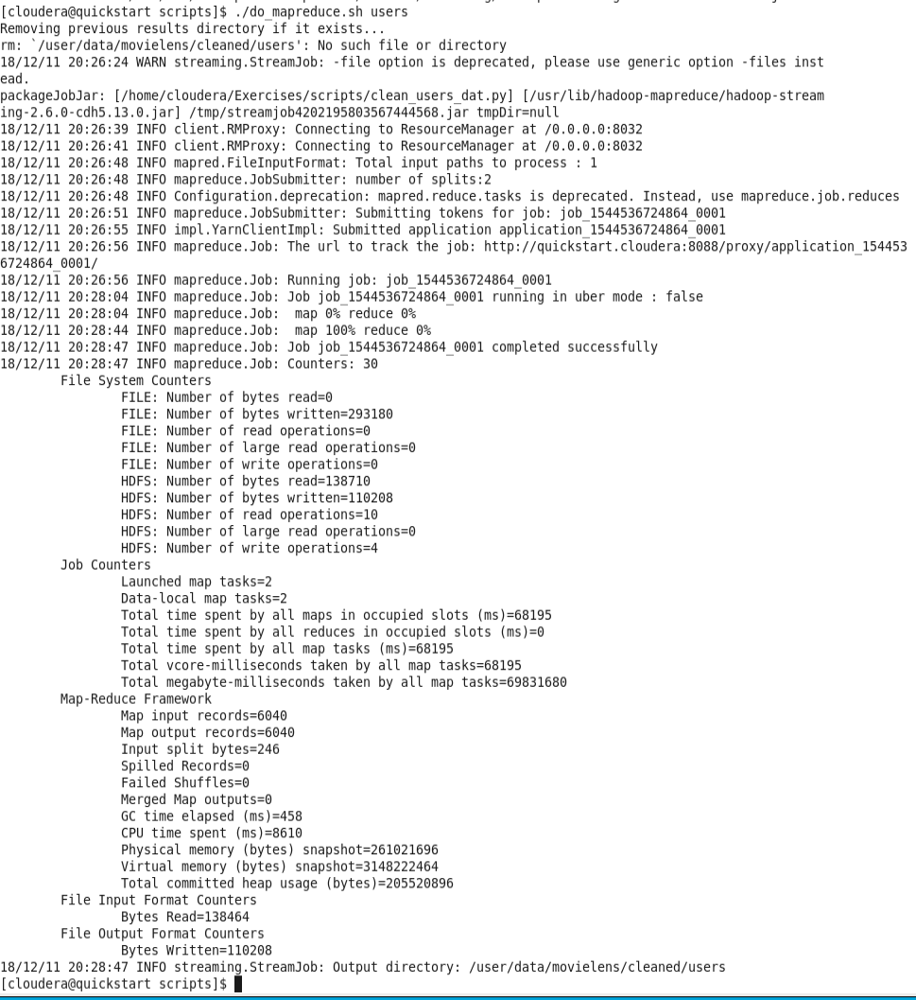 [cloudera@quickstart scripts]$ ./do_mapreduce.sh users
Removing previous results directory if it exists...
rm: `/user/data/movielens/cleaned/users': No such file or directory
18/12/11 20:26:24 WARN streaming.StreamJob: -file option is deprecated, please use generic option -files inst
ead.
packageJobJar: [/home/cloudera/Exercises/scripts/clean_users_dat.py] [/usr/lib/hadoop-mapreduce/hadoop-stream
ing-2.6.0-cdh5.13.0.jar] /tmp/streamjob4202195803567444568.jar tmpDir=null
18/12/11 20:26:39 INFO client.RMProxy: Connecting to ResourceManager at /0.0.0.0:8032
18/12/11 20:26:41 INFO client.RMProxy: Connecting to ResourceManager at /0.0.0.0:8032
18/12/11 20:26:48 INFO mapred.FileInputFormat: Total input paths to process : 1
18/12/11 20:26:48 INFO mapreduce.JobSubmitter: number of splits:2
18/12/11 20:26:48 INFO Configuration.deprecation: mapred.reduce.tasks is deprecated. Instead, use mapreduce.job.reduces
18/12/11 20:26:51 INFO mapreduce.JobSubmitter: Submitting tokens for job: job_1544536724864_0001
18/12/11 20:26:55 INFO impl.YarnClientImpl: Submitted application application_1544536724864_0001
18/12/11 20:26:56 INFO mapreduce.Job: The url to track the job: http://quickstart.cloudera:8088/proxy/application_154453
6724864_0001/
18/12/11 20:26:56 INFO mapreduce.Job: Running job: job_1544536724864_0001
18/12/11 20:28:04 INFO mapreduce.Job: Job job_1544536724864_0001 running in uber mode : false
18/12/11 20:28:04 INFO mapreduce.Job:  map 0% reduce 0%
18/12/11 20:28:44 INFO mapreduce.Job:  map 100% reduce 0%
18/12/11 20:28:47 INFO mapreduce.Job: Job job_1544536724864_0001 completed successfully
18/12/11 20:28:47 INFO mapreduce.Job: Counters: 30
File System Counters
FILE: Number of bytes read=0
FILE: Number of bytes written=293180
FILE: Number of read operations=0
FILE: Number of large read operations=0
FILE: Number of write operations=0
HDFS: Number of bytes read=138710
HDFS: Number of bytes written=110208
HDFS: Number of read operations=10
HDFS: Number of large read operations=0
HDFS: Number of write operations=4
Job Counters
Launched map tasks=2
Data-local map tasks=2
Total time spent by all maps in occupied slots (ms)=68195
Total time spent by all reduces in occupied slots (ms)=0
Total time spent by all map tasks (ms)=68195
Total vcore-milliseconds taken by all map tasks=68195
Total megabyte-milliseconds taken by all map tasks=69831680
Map-Reduce Framework
Map input records=6040
Map output records=6040
Input split bytes=246
Spilled Records=0
Failed Shuffles=0
Merged Map outputs=0
GC time elapsed (ms)=458
CPU time spent (ms)=8610
Physical memory (bytes) snapshot=261021696
Virtual memory (bytes) snapshot=3148222464
Total committed heap usage (bytes)=205520896
File Input Format Counters
Bytes Read=138464
File Output Format Counters
Bytes Written=110208
18/12/11 20:28:47 INFO streaming.StreamJob: Output directory: /user/data/movielens/cleaned/users
[cloudera@quickstart scripts]$